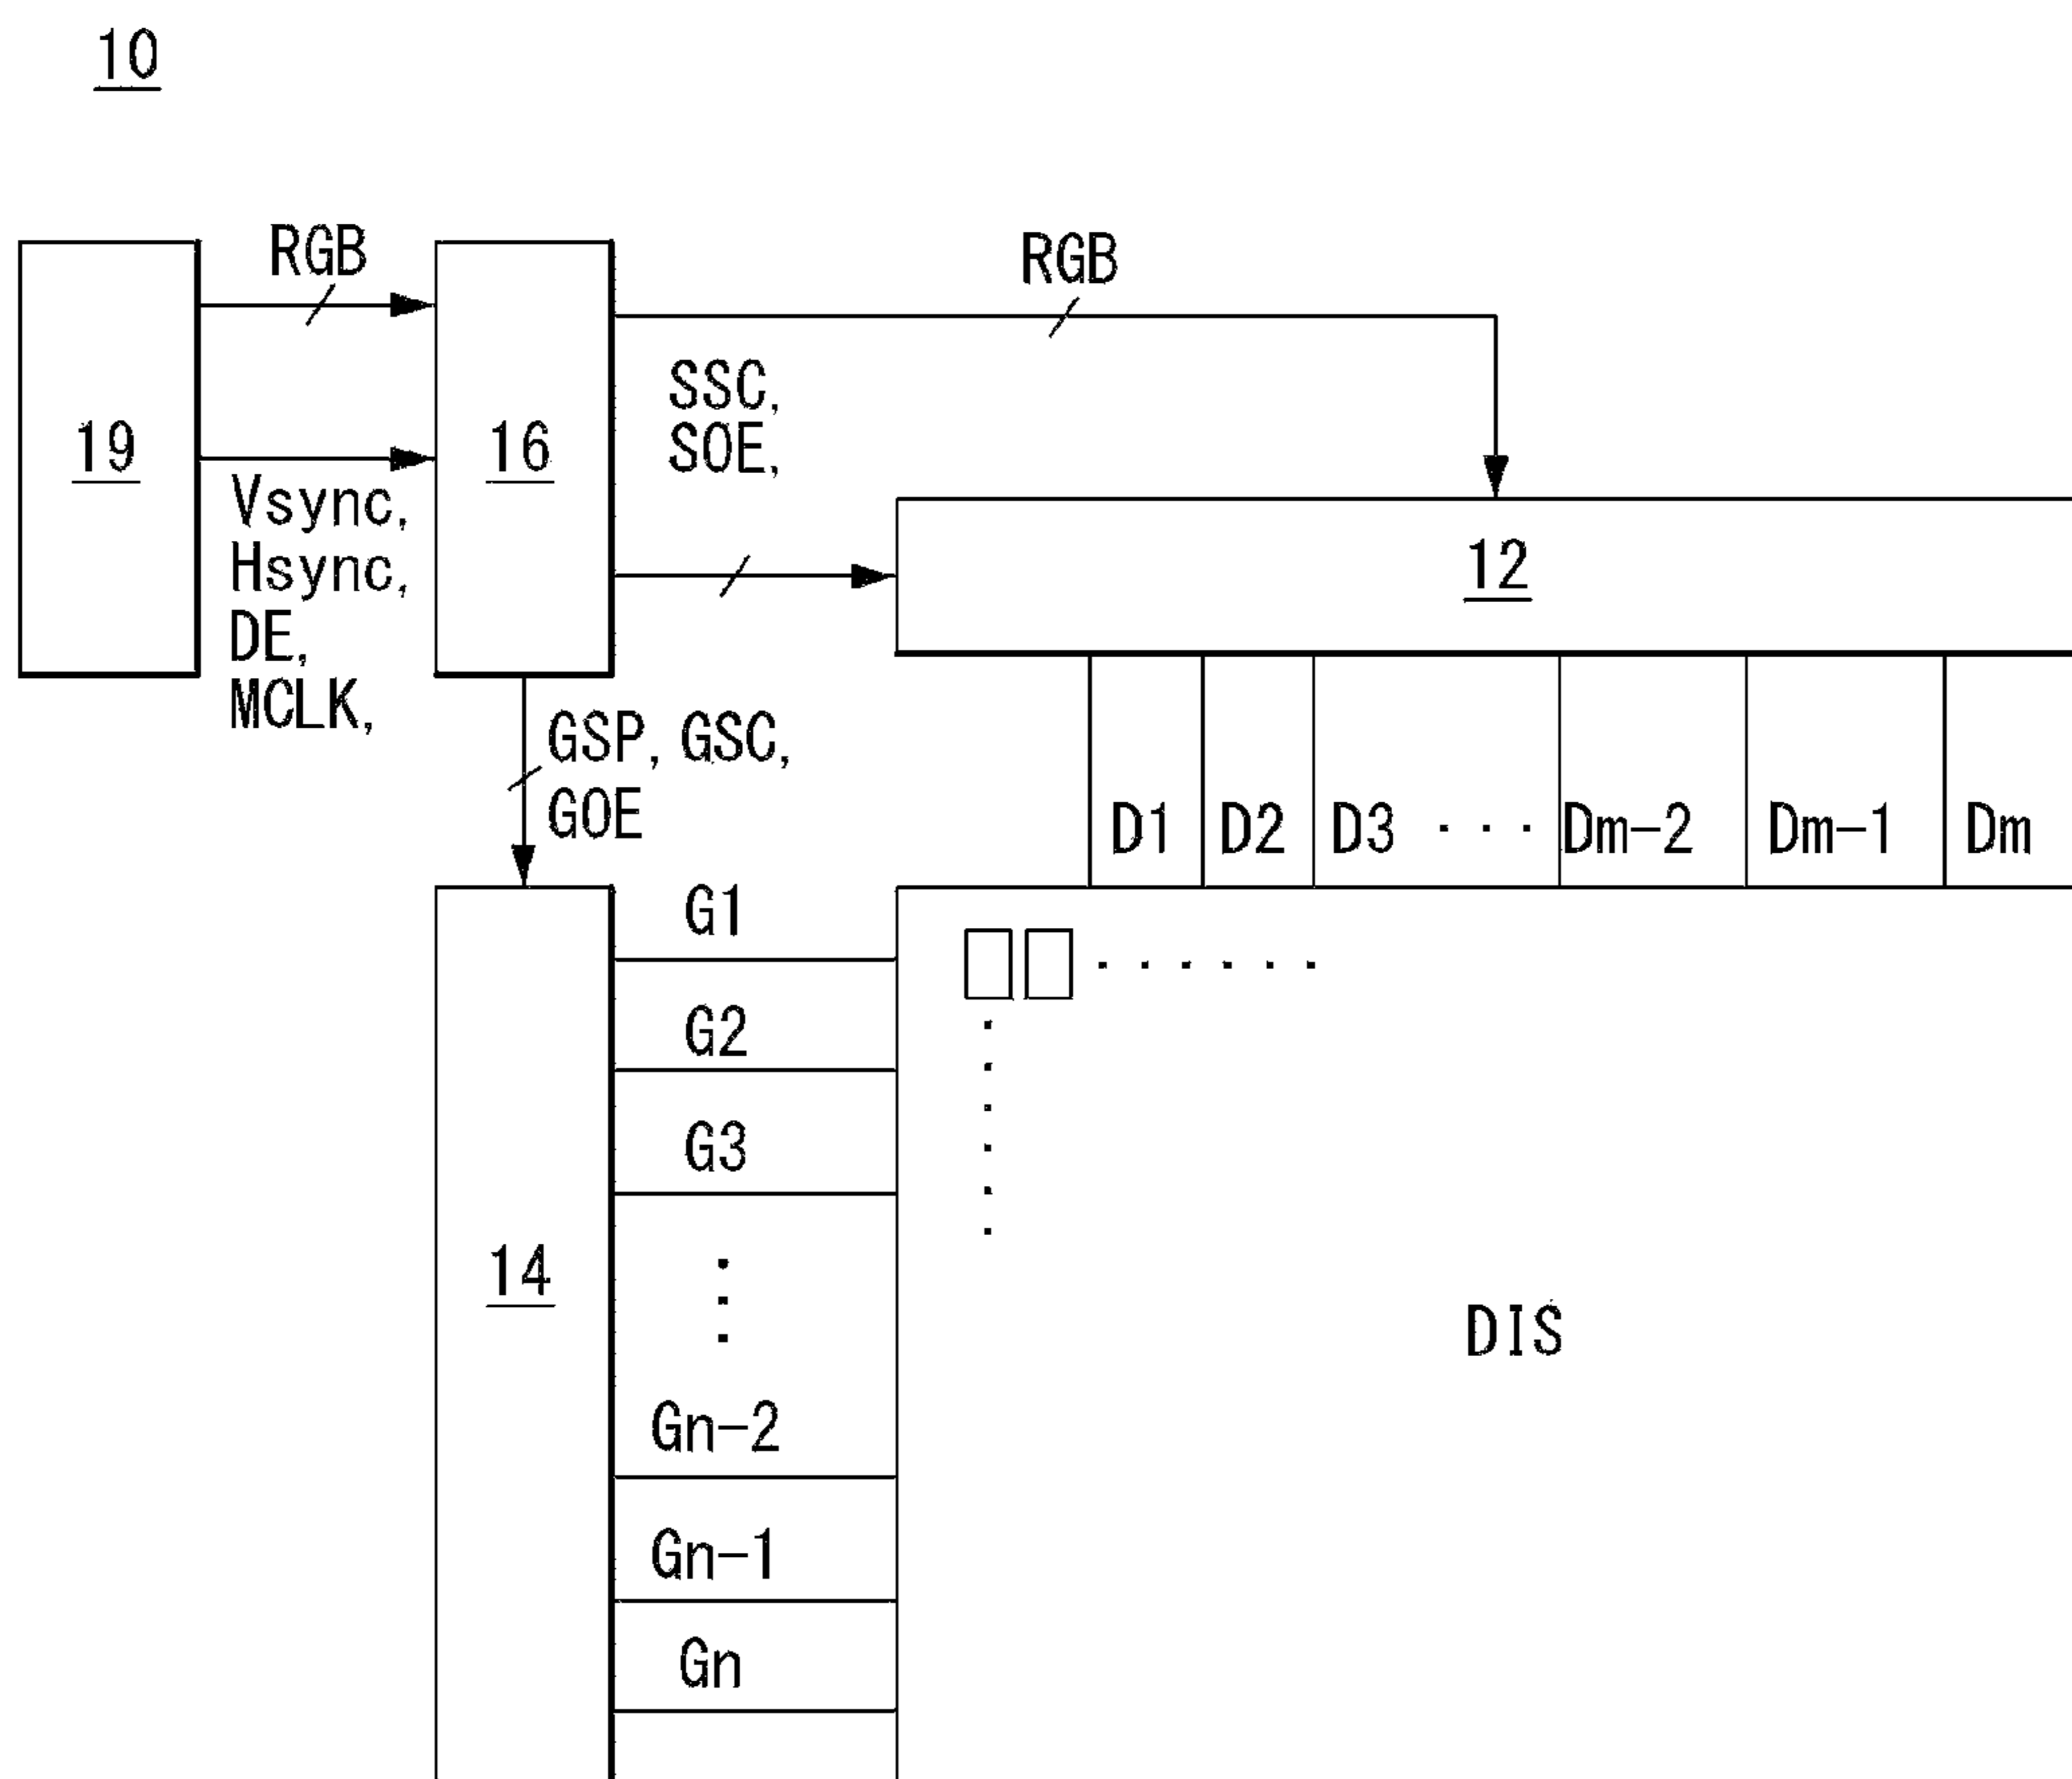 10
RGB
RGB
SSC,
SOE,
19
16
Vsync,
Hsync,
DE,
MCLK,
12
GSP, GSC,
GOE
D1 D2 D3 ··· Dm-2 Dm-1 Dm
G1
G2
G3
14
DIS
Gn-2
Gn-1
Gn